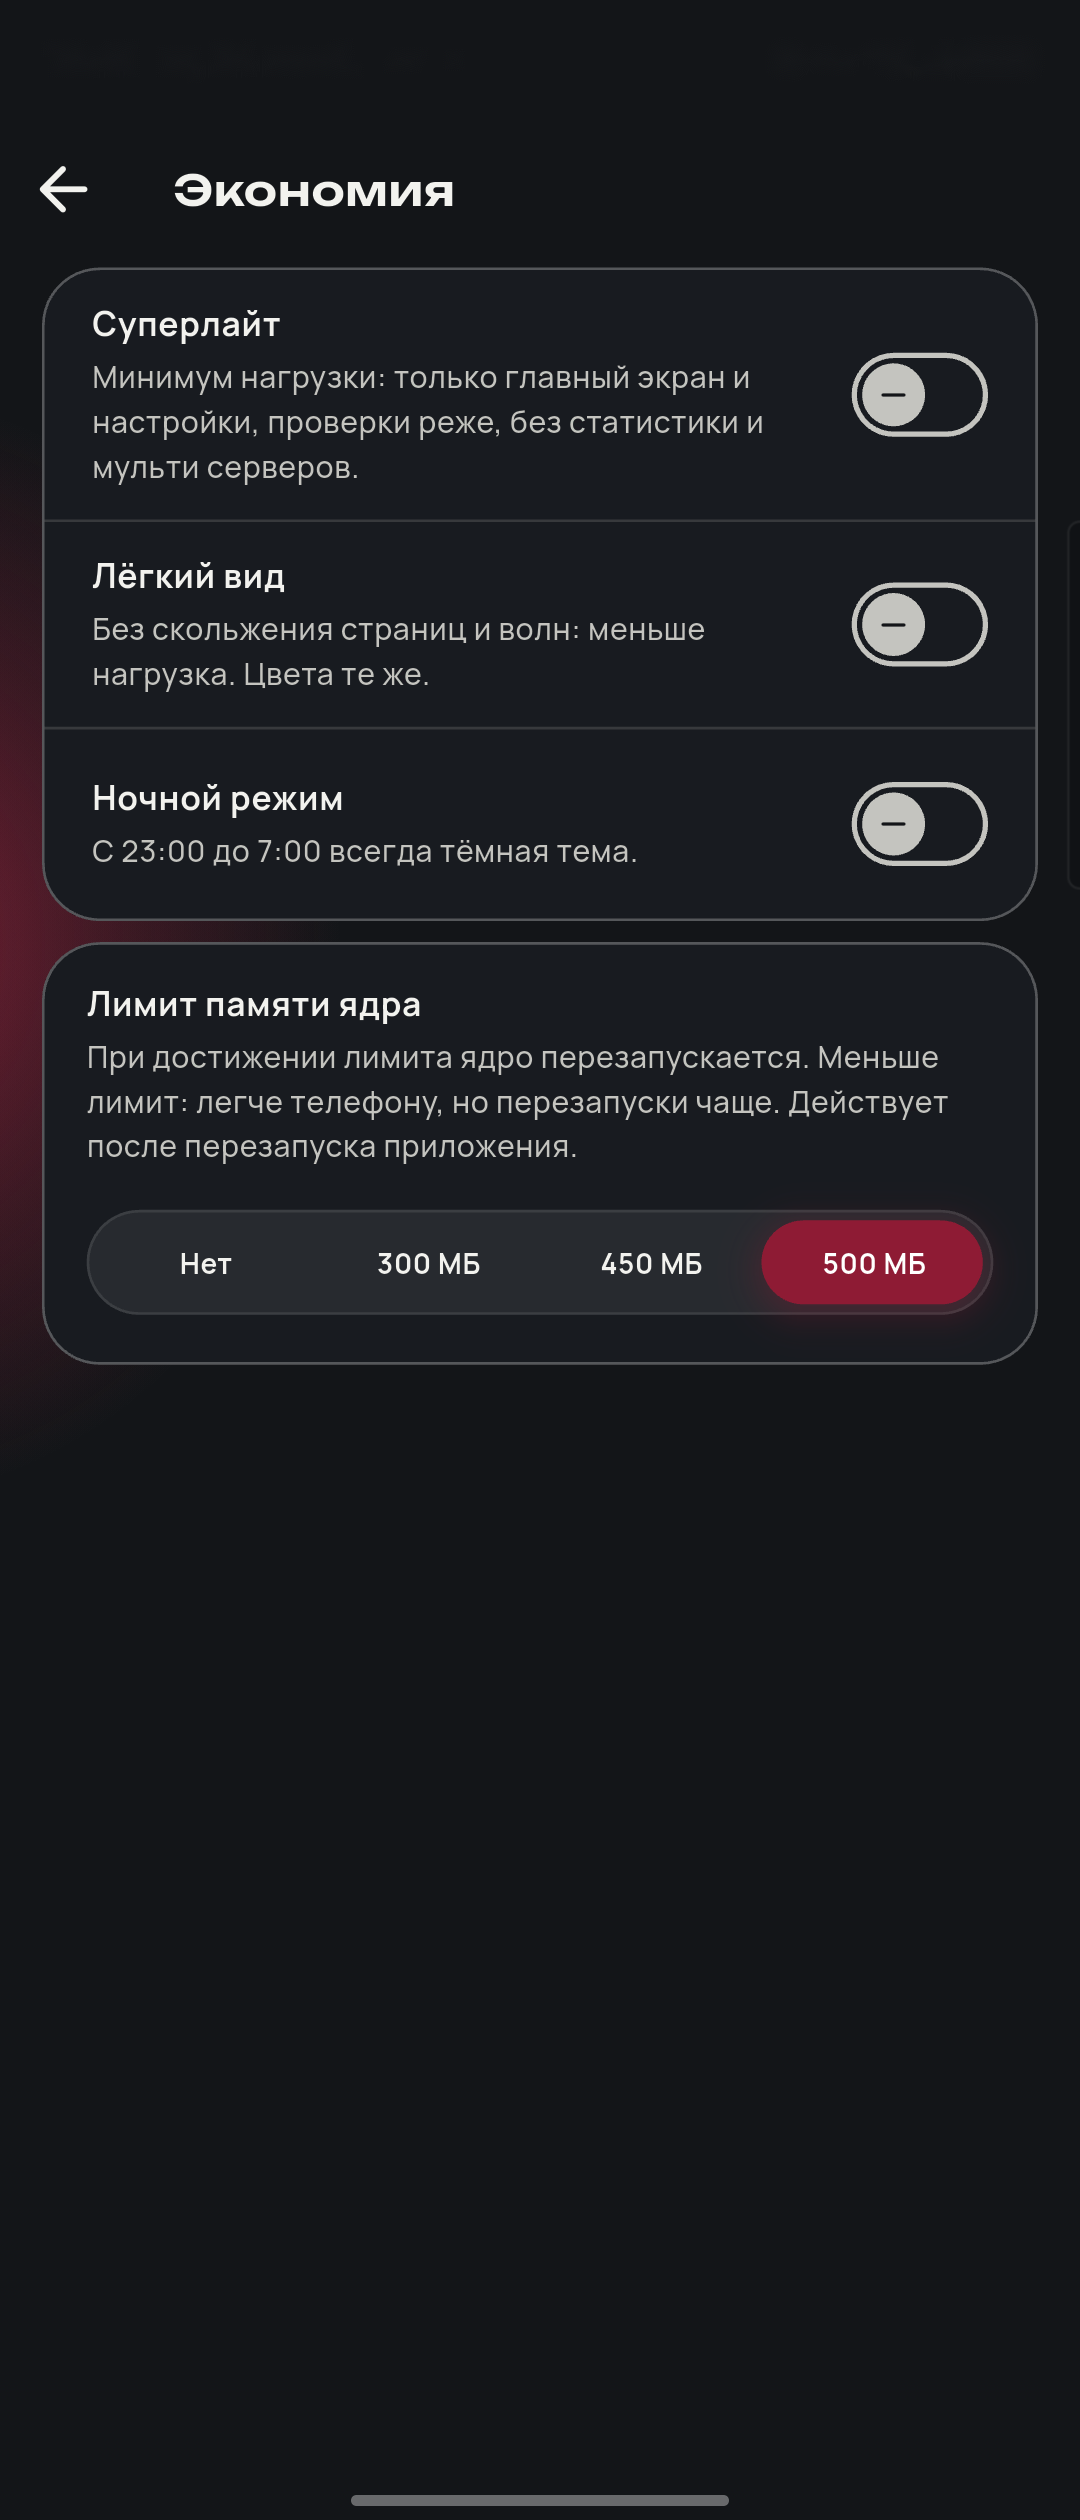 Экономия
Суперлайт
Минимум нагрузки: только главный экран и
настройки, проверки реже, без статистики и
мульти серверов.
Лёгкий вид
Без скольжения страниц и волн: меньше
нагрузка. Цвета те же.
Ночной режим
С 23:00 до 7:00 всегда тёмная тема.
Лимит памяти ядра
При достижении лимита ядро перезапускается. Меньше
лимит: легче телефону, но перезапуски чаще. Действует
после перезапуска приложения.
Нет 300 МБ 450 МБ 500 МБ